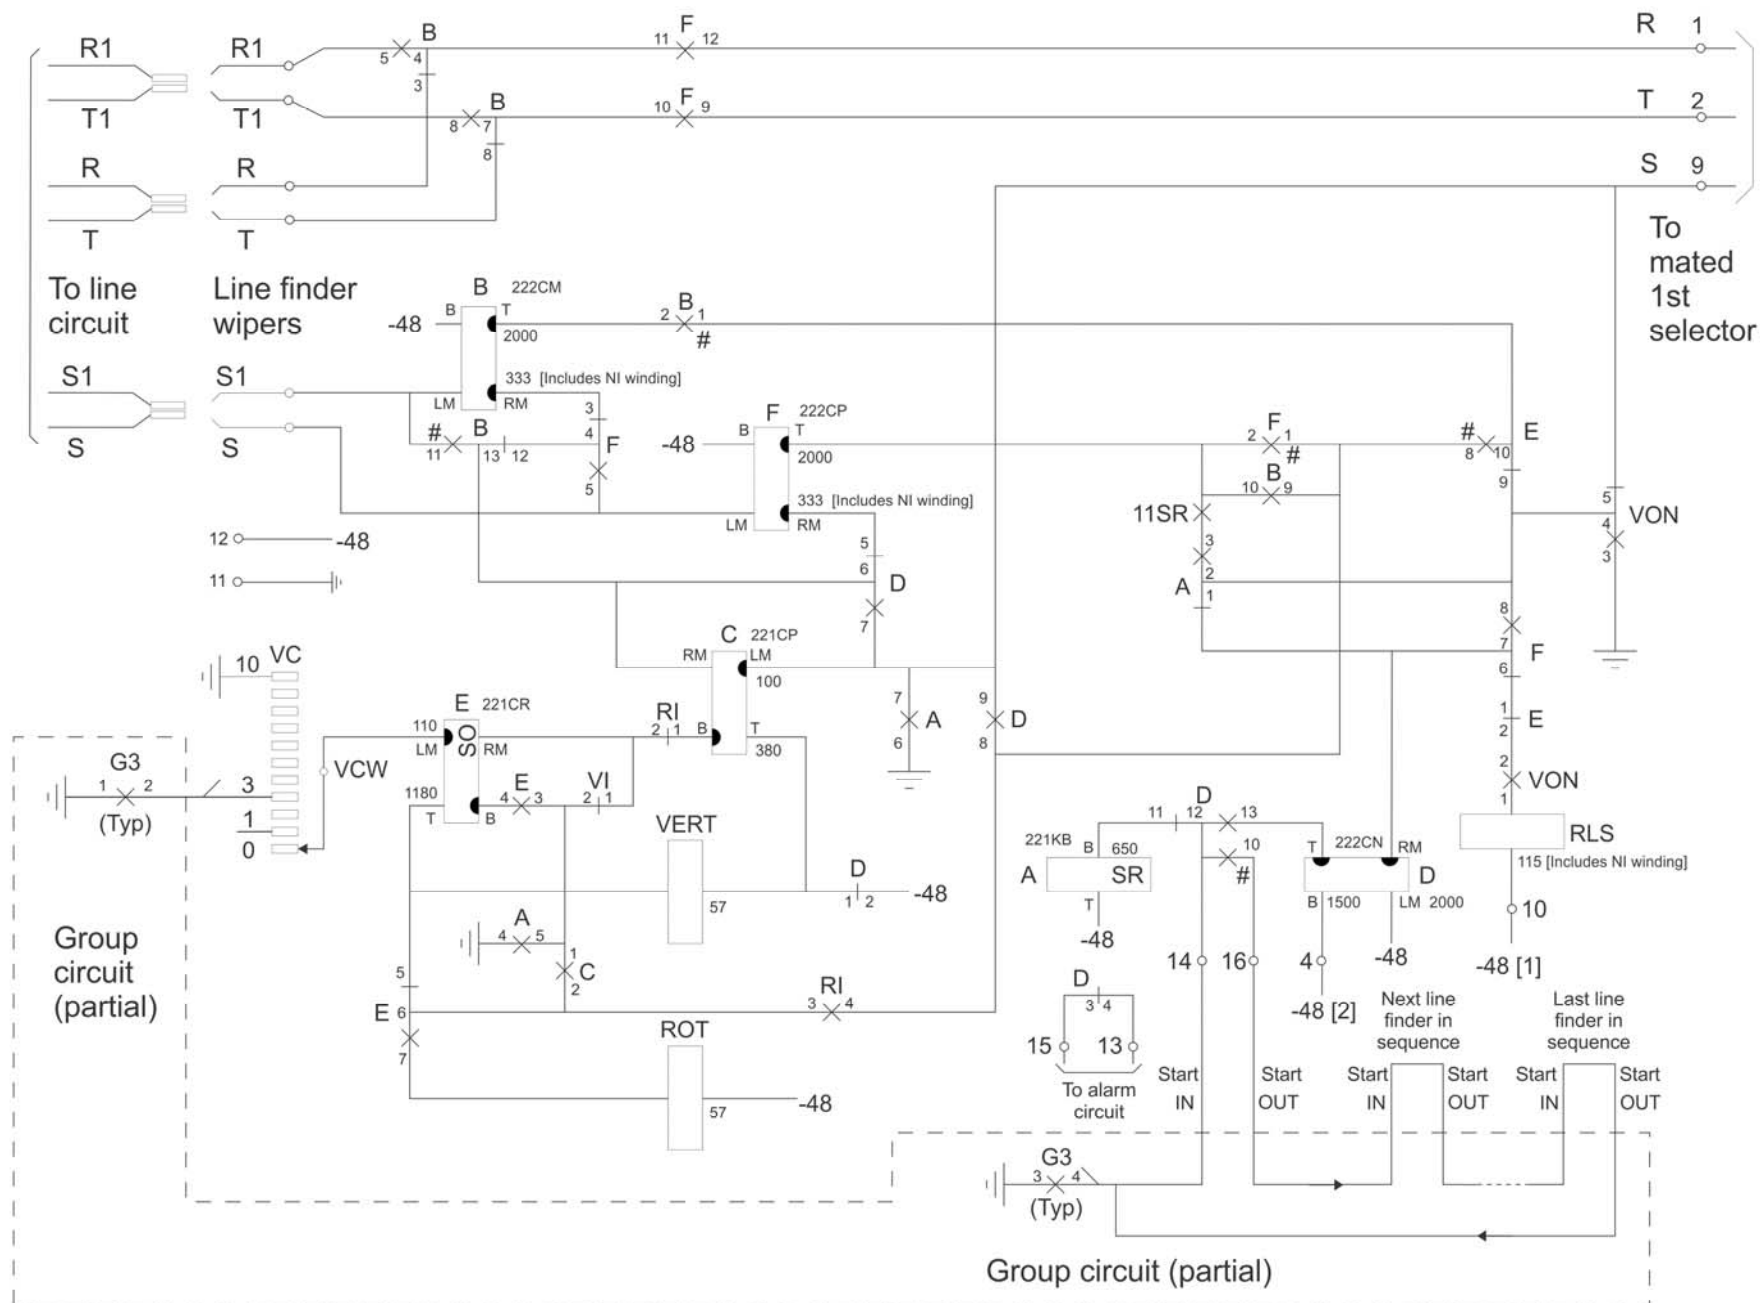 R1 R1 5 4 B 11 F 12 R 1
3
T1 T1 8 7 B 10 F 9 T 2
8
R R S 9
T T
To line
circuit
Line finder
wipers
To
mated
1st
selector
B 222CM
-48 B T 2000
2 B 1
#
S1 S1
LM RM 333 [Includes NI winding]
S S
# B
11 13 12
3
4 F
5
F 222CP
-48 B T 2000
LM RM 333 [Includes NI winding]
2 F 1
#
10 B 9
# E
8 10
9
11SR
3
2
A 1
5
4 VON
3
12 -48
11
5
6 D
7
8
7 F
6
1 E
2
2
VON
1
RLS
115 [Includes NI winding]
10
-48 [1]
C 221CP
RM LM
100
B T
380
RI
2 1
7
6 A
9
8 D
10 VC
E 221CR
110
LM SO RM
1180
T B
VCW
G3
1 2
(Typ)
3
1
0
4 E 3
VI
2 1
VERT
57
D
1 2
-48
A
4 5
1
C
2
5
E 6
7
RI
3 4
ROT
57
-48
Group
circuit
(partial)
D
11 12 13
10
#
221KB B 650
A SR
T
-48
T 222CN RM
D
B 1500 LM 2000
14 16 4 -48
-48 [2]
D
3 4
15 13
To alarm
circuit
Next line
finder in
sequence
Last line
finder in
sequence
Start
IN
Start
OUT
Start
IN
Start
OUT
Start
IN
Start
OUT
G3
3 4
(Typ)
Group circuit (partial)